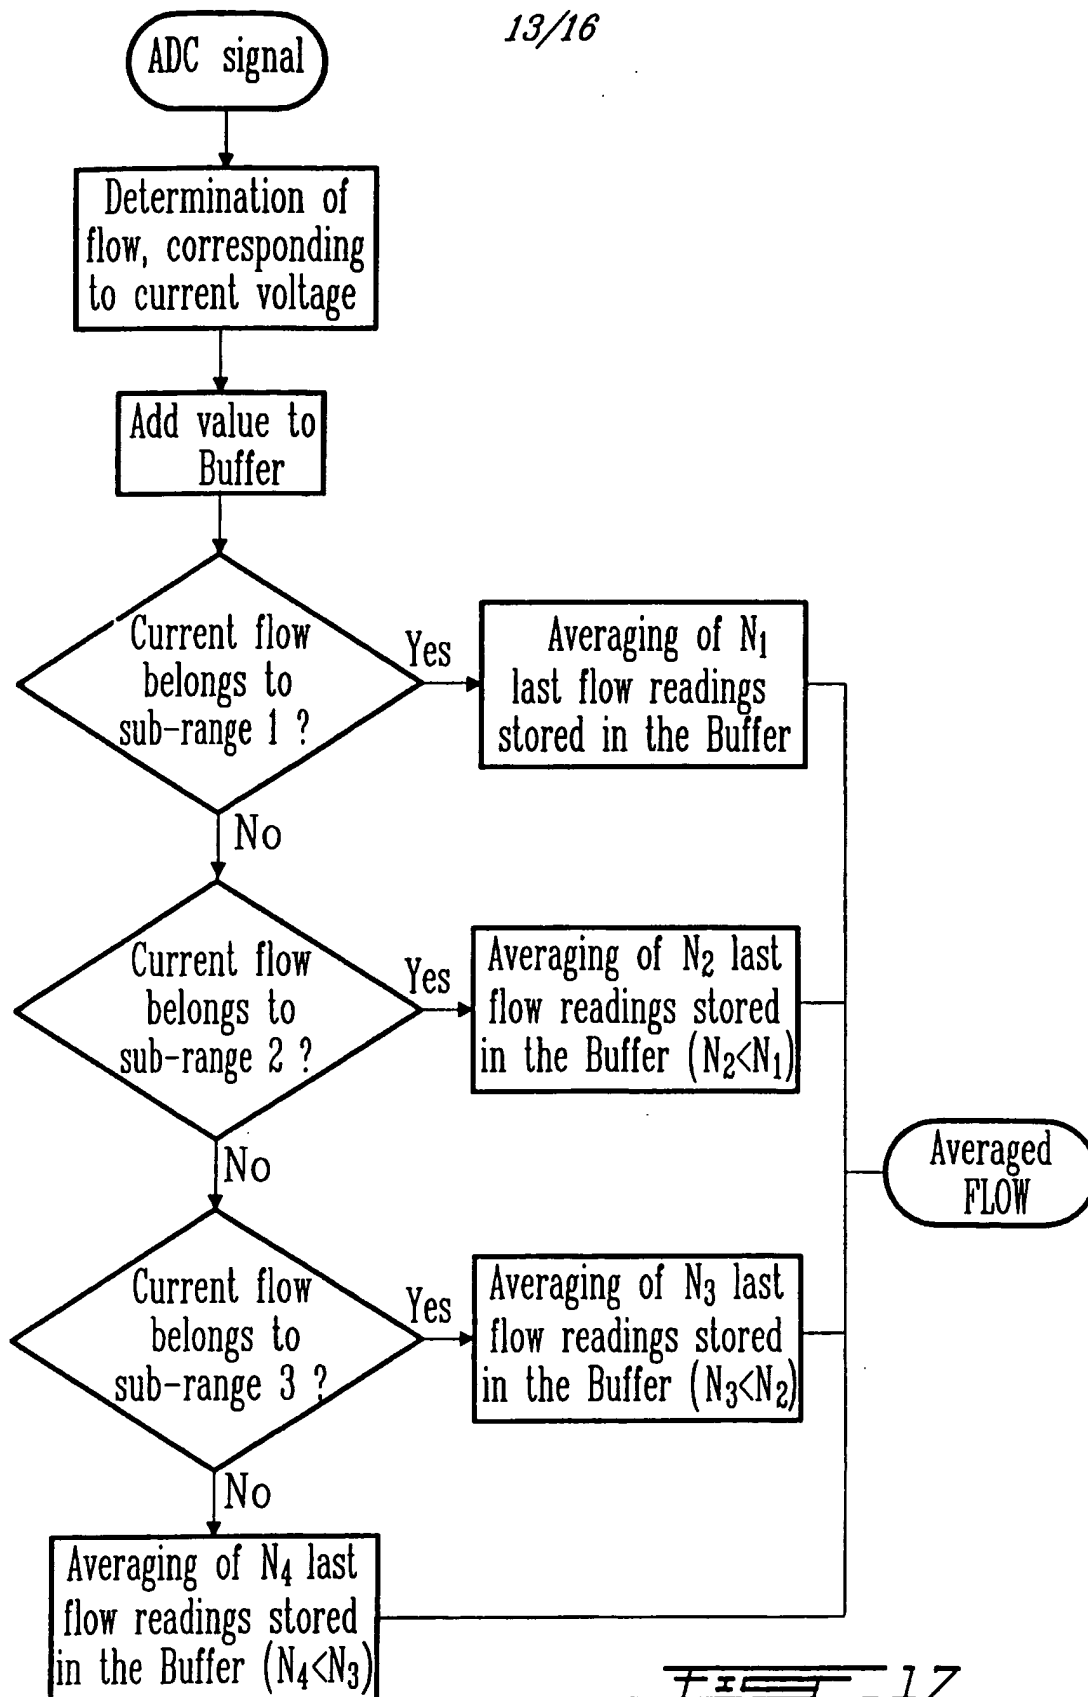 13/16
ADC signal
Determination of
flow, corresponding
to current voltage
Add value to
Buffer
Current flow
belongs to
sub-range 1 ?
Yes
Averaging of N1
last flow readings
stored in the Buffer
No
Current flow
belongs to
sub-range 2 ?
Yes
Averaging of N2 last
flow readings stored
in the Buffer (N2<N1)
No
Averaged
FLOW
Current flow
belongs to
sub-range 3 ?
Yes
Averaging of N3 last
flow readings stored
in the Buffer (N3<N2)
No
Averaging of N4 last
flow readings stored
in the Buffer (N4<N3)
Fig_17